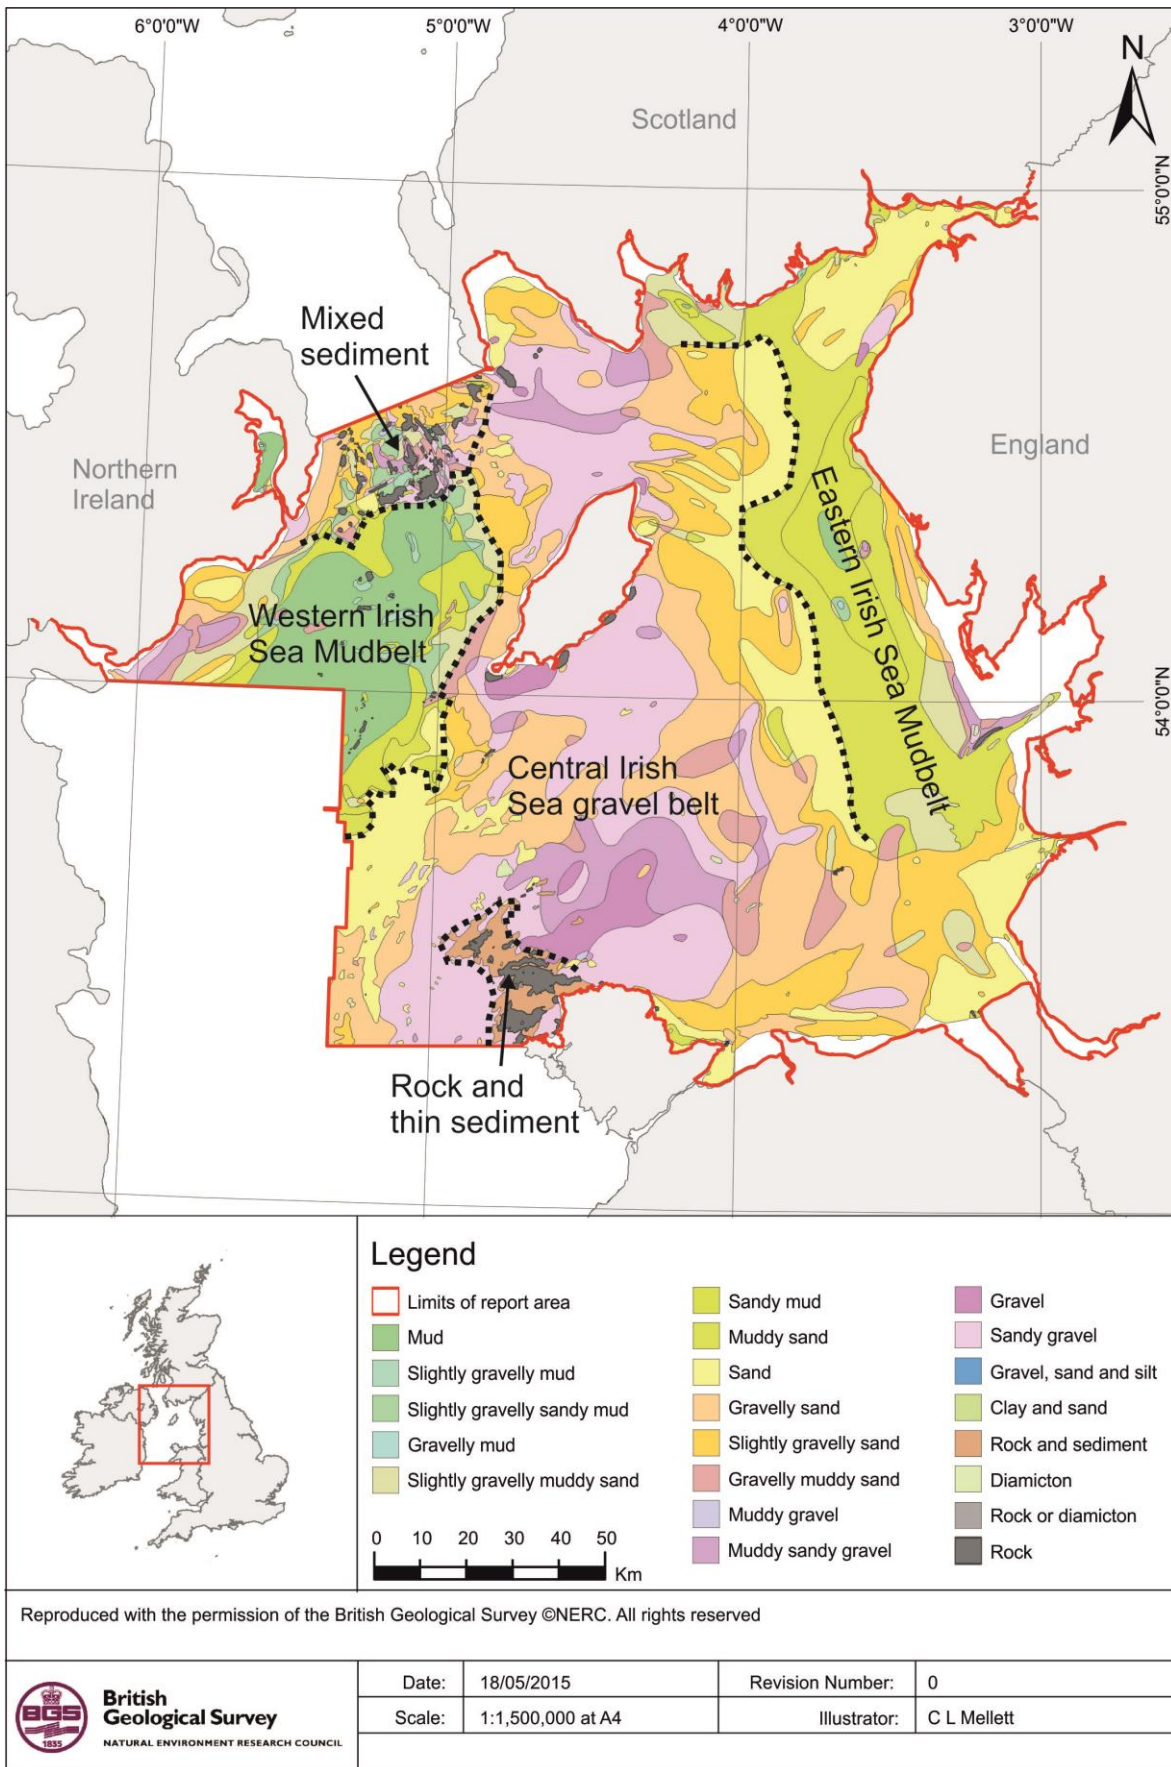 6°0'0"W
5°0'0"W
4°0'0"W
3°0'0"W
N
Scotland
55°0'0"N
Mixed
sediment
England
Northern
Ireland
Eastern Irish Sea Mudbelt
Western Irish
Sea Mudbelt
54°0'0"N
Central Irish
Sea gravel belt
Rock and
thin sediment
Legend
Limits of report area
Mud
Slightly gravelly mud
Slightly gravelly sandy mud
Gravelly mud
Slightly gravelly muddy sand
Sandy mud
Muddy sand
Sand
Gravelly sand
Slightly gravelly sand
Gravelly muddy sand
Muddy gravel
Muddy sandy gravel
Gravel
Sandy gravel
Gravel, sand and silt
Clay and sand
Rock and sediment
Diamicton
Rock or diamicton
Rock
0 10 20 30 40 50
Km
Reproduced with the permission of the British Geological Survey ©NERC. All rights reserved
BGS
1835
British
Geological Survey
NATURAL ENVIRONMENT RESEARCH COUNCIL
Date: 18/05/2015 Revision Number: 0
Scale: 1:1,500,000 at A4 Illustrator: C L Mellett